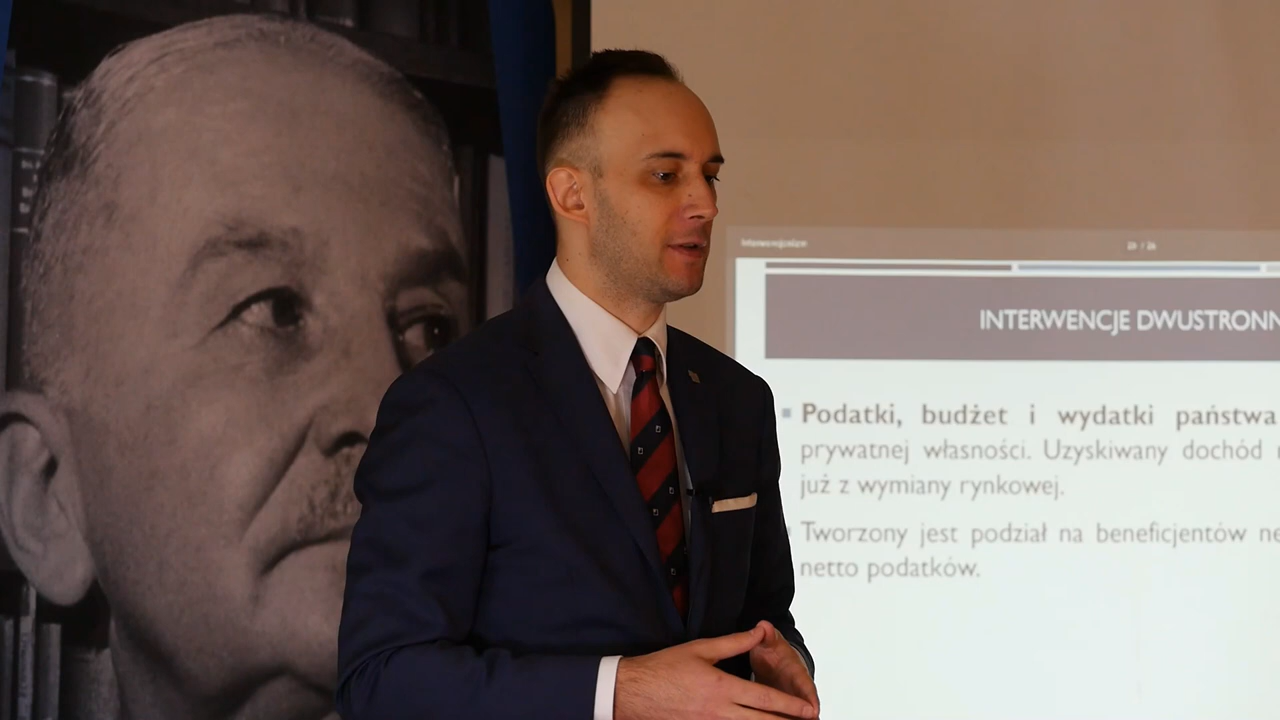 Interwencjonizm
INTERWENCJE DWUSTRONN
Podatki, budżet i wydatki państwa
prywatnej własności. Uzyskiwany dochód
już z wymiany rynkowej.
Tworzony jest podział na beneficjentów ne
netto podatków.